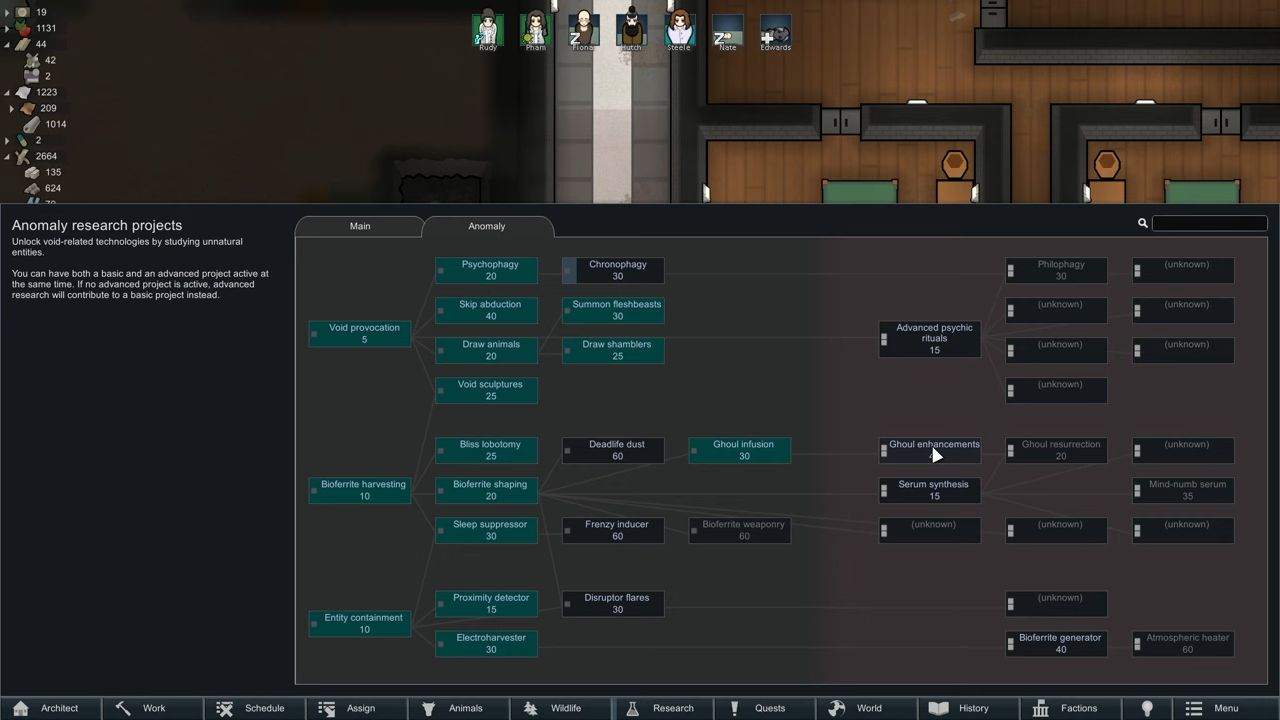 19
1131
44
42
2
1223
209
1014
2
2664
135
624
Rudy
Z Fiona
Hutch
Steele
Z Nate
Edwards
Anomaly research projects
Unlock void-related technologies by studying unnatural
entities.
You can have both a basic and an advanced project active at
the same time. If no advanced project is active, advanced
research will contribute to a basic project instead.
Main
Anomaly
Psychophagy
20
Chronophagy
30
Philophagy
30
(unknown)
Void provocation
5
Skip abduction
40
Summon fleshbeasts
30
Advanced psychic
rituals
15
(unknown)
(unknown)
Draw animals
20
Draw shamblers
25
(unknown)
(unknown)
Void sculptures
25
(unknown)
Bliss lobotomy
25
Deadlife dust
60
Ghoul infusion
30
Ghoul enhancements
Ghoul resurrection
20
(unknown)
Bioferrite harvesting
10
Bioferrite shaping
20
Serum synthesis
15
Mind-numb serum
35
Sleep suppressor
30
Frenzy inducer
60
Bioferrite weaponry
60
(unknown)
(unknown)
(unknown)
Entity containment
10
Proximity detector
15
Disruptor flares
30
(unknown)
Electroharvester
30
Bioferrite generator
40
Atmospheric heater
60
Architect
Work
Schedule
Assign
Animals
Wildlife
Research
Quests
World
History
Factions
Menu